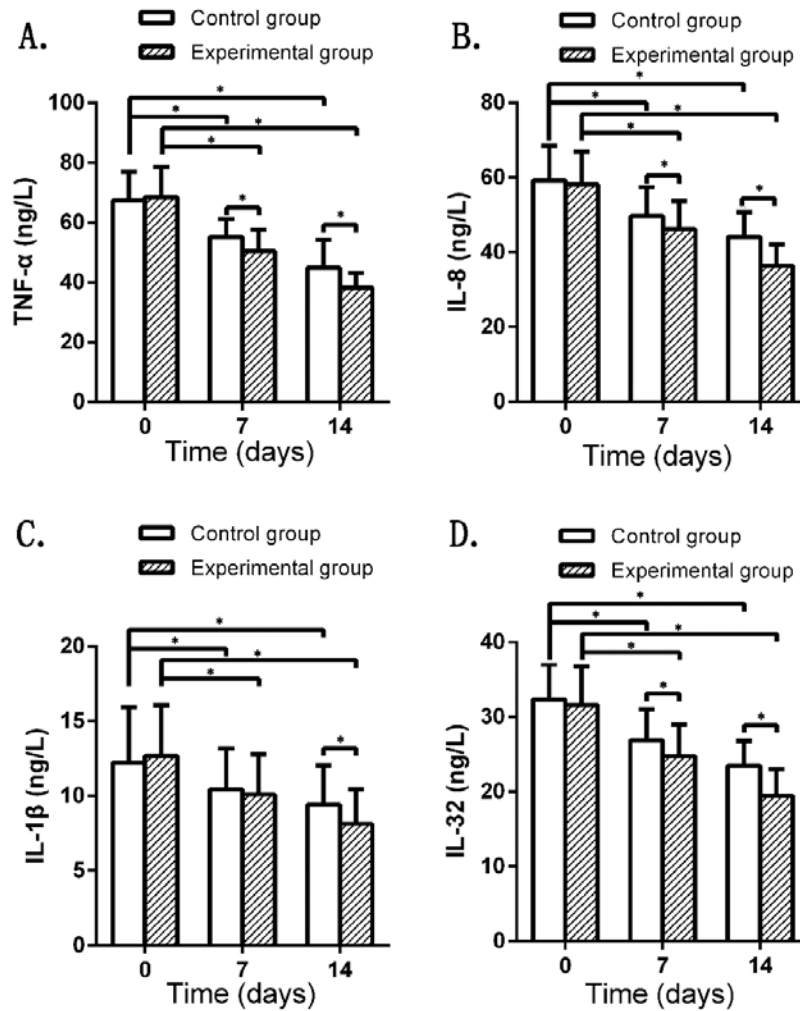 A.
Control group
Experimental group
TNF-α (ng/L)
100
80
60
40
20
0
* * * * * *
0 7 14
Time (days)
B.
Control group
Experimental group
IL-8 (ng/L)
80
60
40
20
0
* * * * * *
0 7 14
Time (days)
C.
Control group
Experimental group
IL-1β (ng/L)
20
15
10
5
0
* * * * *
0 7 14
Time (days)
D.
Control group
Experimental group
IL-32 (ng/L)
40
30
20
10
0
* * * * * *
0 7 14
Time (days)